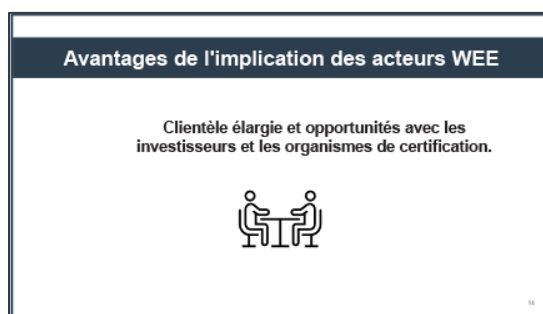 Avantages de l'implication des acteurs WEE
Clientèle élargie et opportunités avec les
investisseurs et les organismes de certification.